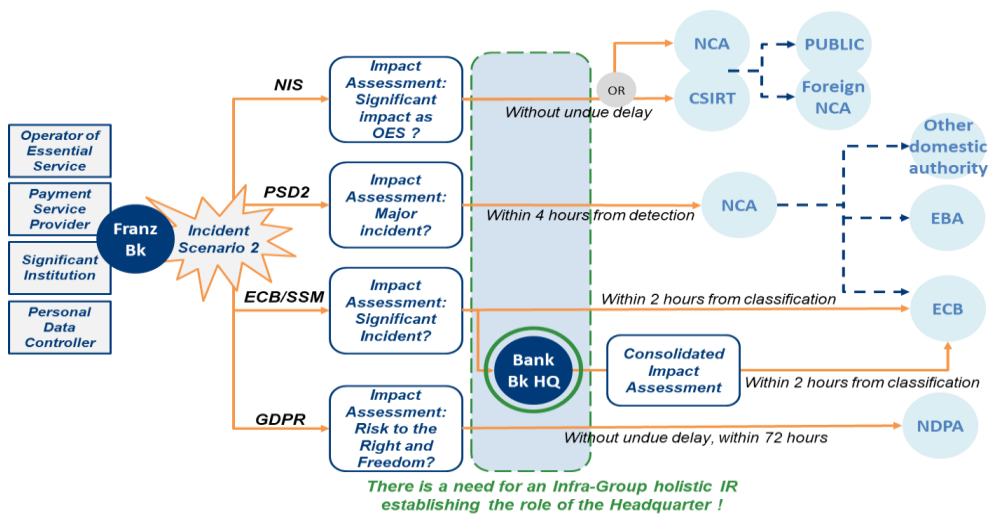 Operator of
Essential
Service
Payment
Service
Provider
Significant
Institution
Personal
Data
Controller
Franz
Bk
Incident
Scenario 2
NIS
Impact
Assessment:
Significant
impact as
OES ?
Without undue delay
OR
NCA
CSIRT
PUBLIC
Foreign
NCA
PSD2
Impact
Assessment:
Major
incident?
Within 4 hours from detection
NCA
Other
domestic
authority
EBA
ECB
ECB/SSM
Impact
Assessment:
Significant
Incident?
Within 2 hours from classification
Bank
Bk HQ
Consolidated
Impact
Assessment
Within 2 hours from classification
GDPR
Impact
Assessment:
Risk to the
Right and
Freedom?
Without undue delay, within 72 hours
NDPA
There is a need for an Infra-Group holistic IR
establishing the role of the Headquarter !